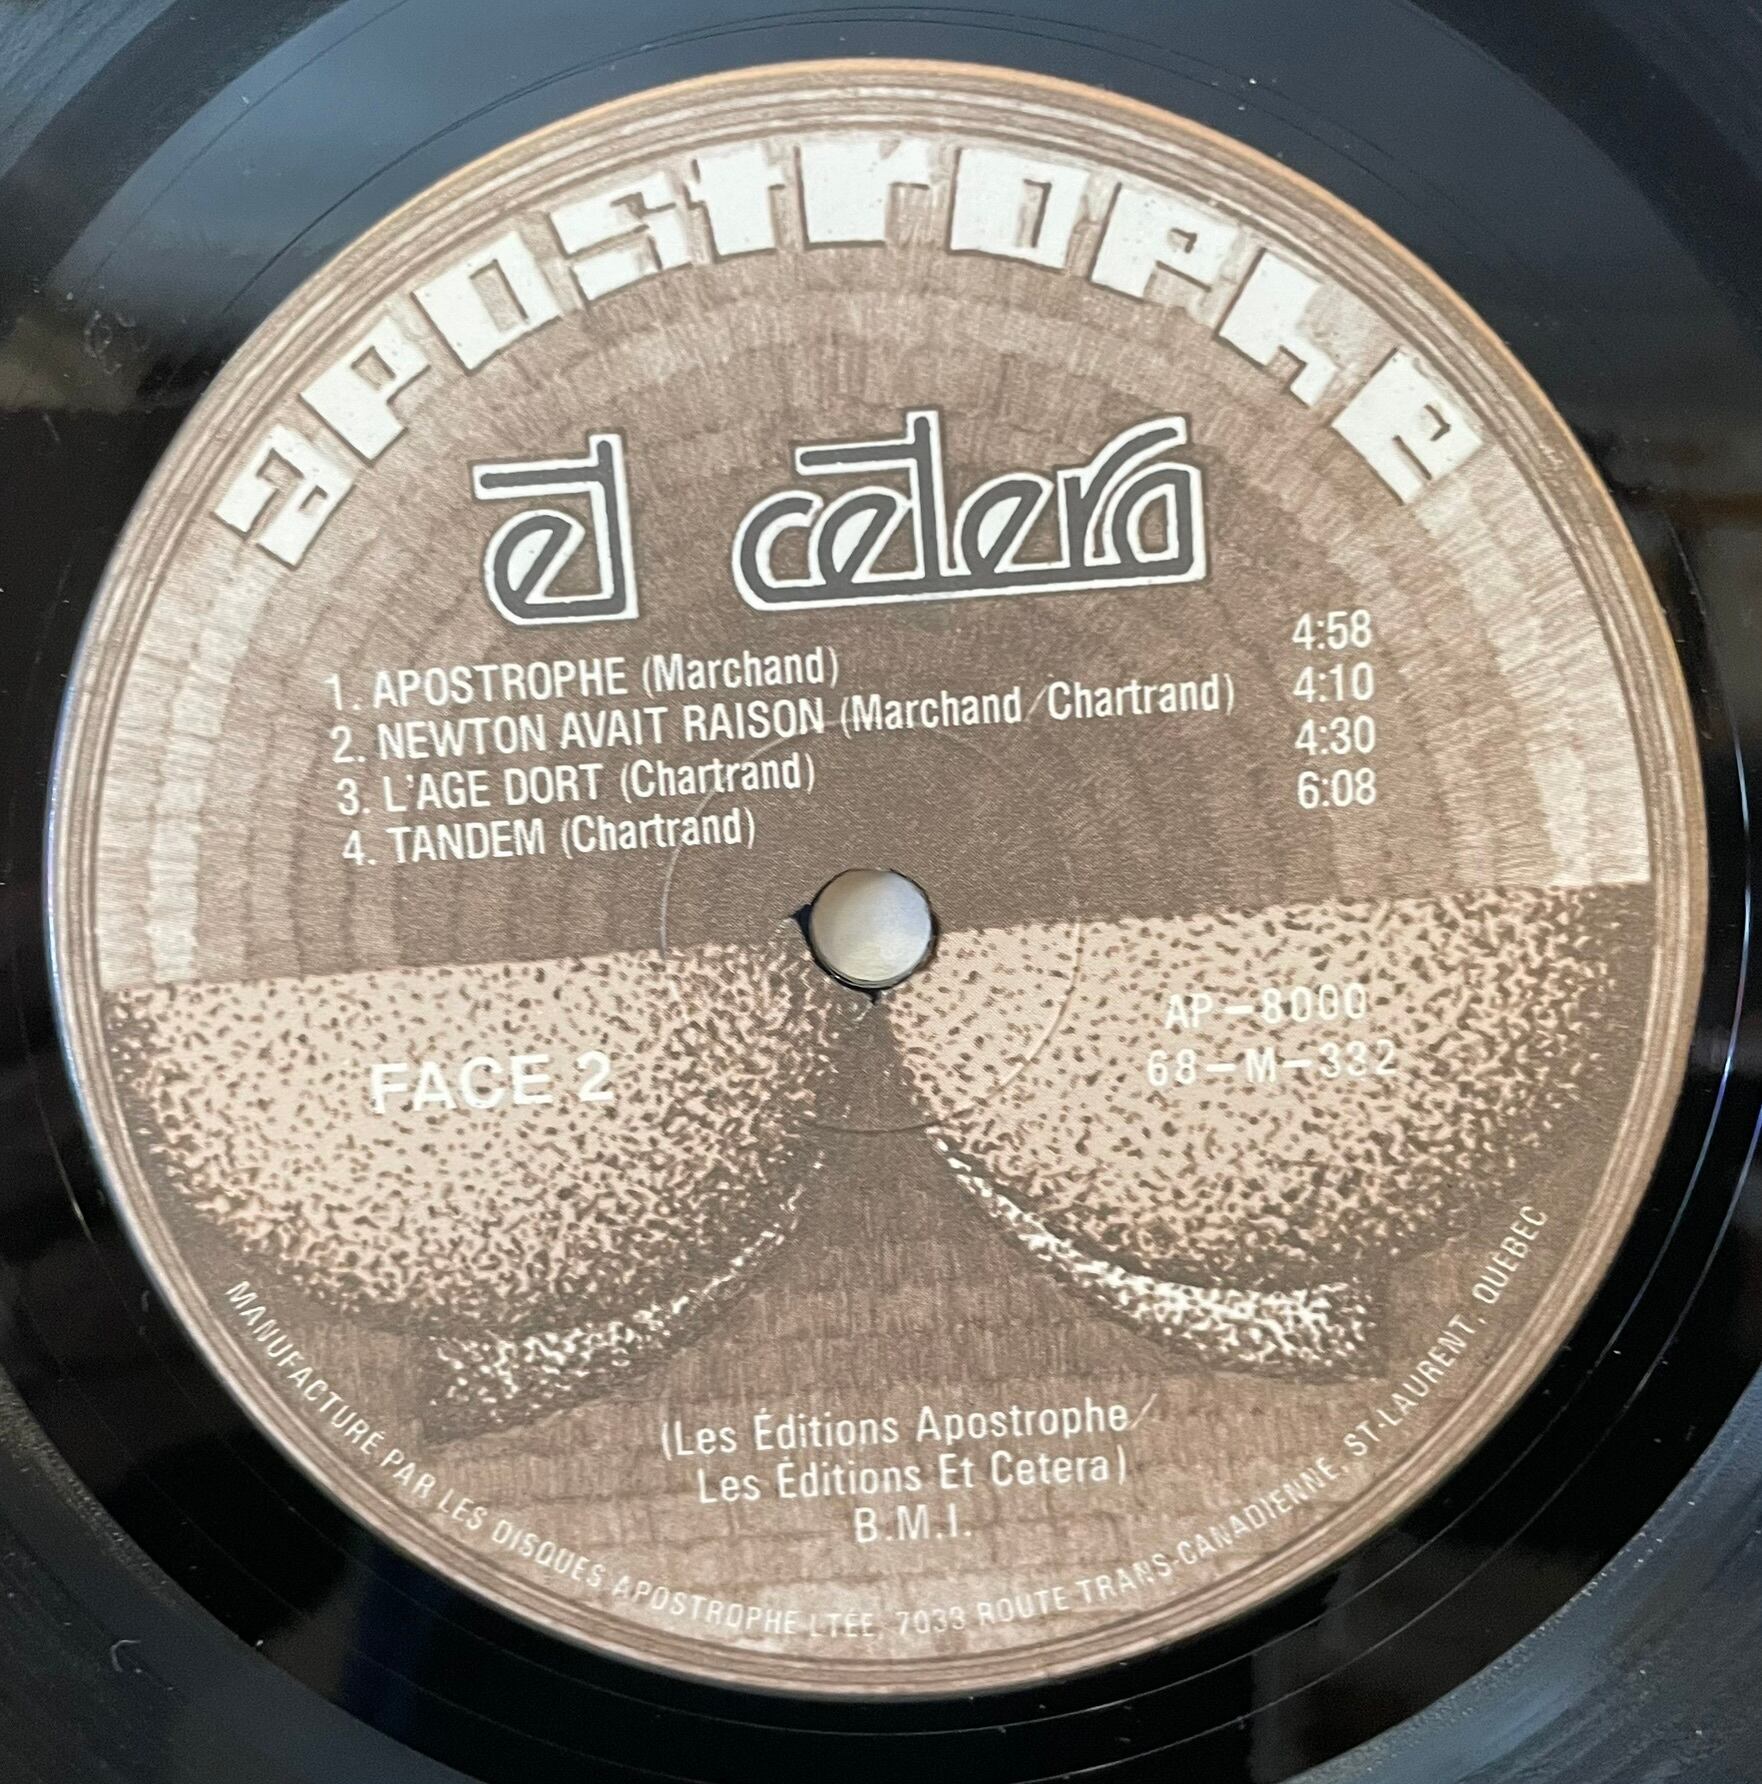 apostrophe
et cetera
1. APOSTROPHE (Marchand) 4:58
2. NEWTON AVAIT RAISON (Marchand/Chartrand) 4:10
3. L'AGE DORT (Chartrand) 4:30
4. TANDEM (Chartrand) 6:08
FACE 2
AP-8000
68-M-332
(Les Éditions Apostrophe/
Les Éditions Et Cetera)
B.M.I.
MANUFACTURÉ PAR LES DISQUES APOSTROPHE LTÉE, 7033 ROUTE TRANS-CANADIENNE, ST-LAURENT, QUÉBEC